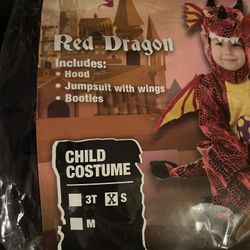 Red Dragon
Includes:
• Hood
• Jumpsuit with wings
• Booties
CHILD
COSTUME
3T X S
M